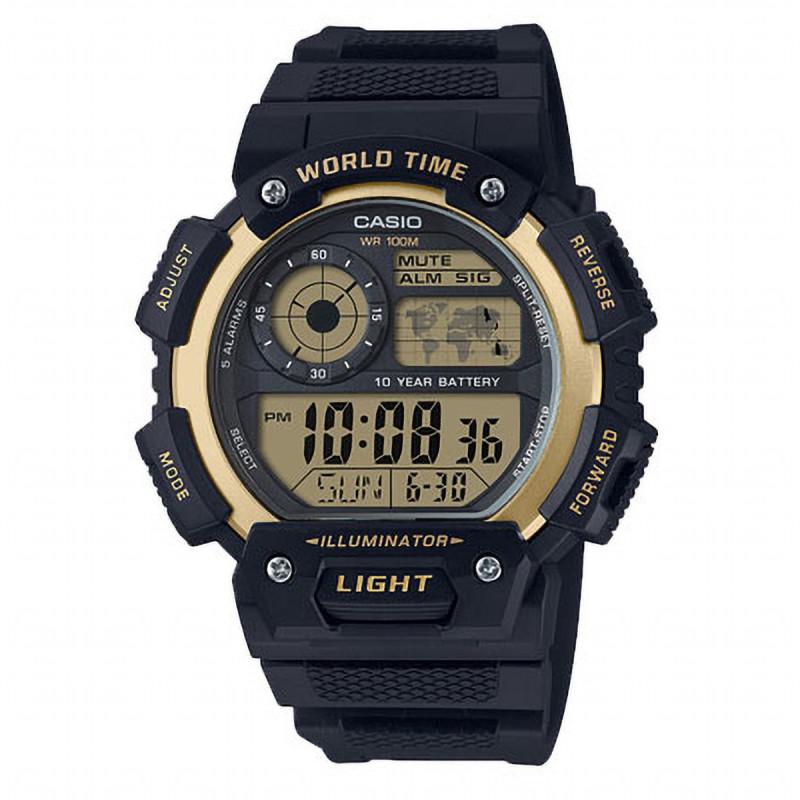 WORLD TIME
CASIO
WR 100M
ADJUST
REVERSE
60
15
30
45
MUTE
ALM SIG
5 ALARMS
SPLIT·RESET
10 YEAR BATTERY
PM 10:08 36
SUN 6-30
SELECT
START·STOP
MODE
FORWARD
ILLUMINATOR
LIGHT